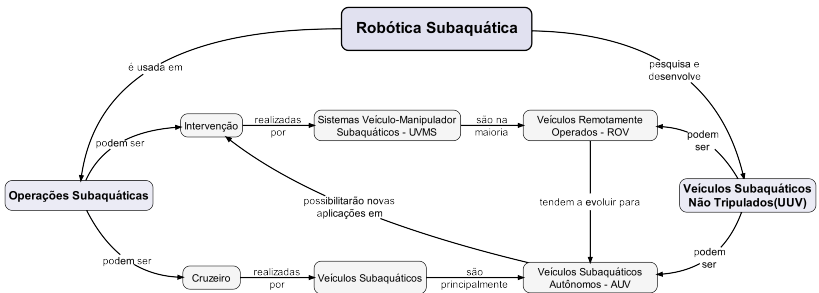 Robótica Subaquática
é usada em
pesquisa e
desenvolve
Intervenção
realizadas
por
Sistemas Veículo-Manipulador
Subaquáticos - UVMS
são na
maioria
Veículos Remotamente
Operados - ROV
podem ser
podem
ser
Operações Subaquáticas
possibilitarão novas
aplicações em
tendem a evoluir para
Veículos Subaquáticos
Não Tripulados(UUV)
podem ser
podem
ser
Cruzeiro
realizadas
por
Veículos Subaquáticos
são
principalmente
Veículos Subaquáticos
Autônomos - AUV